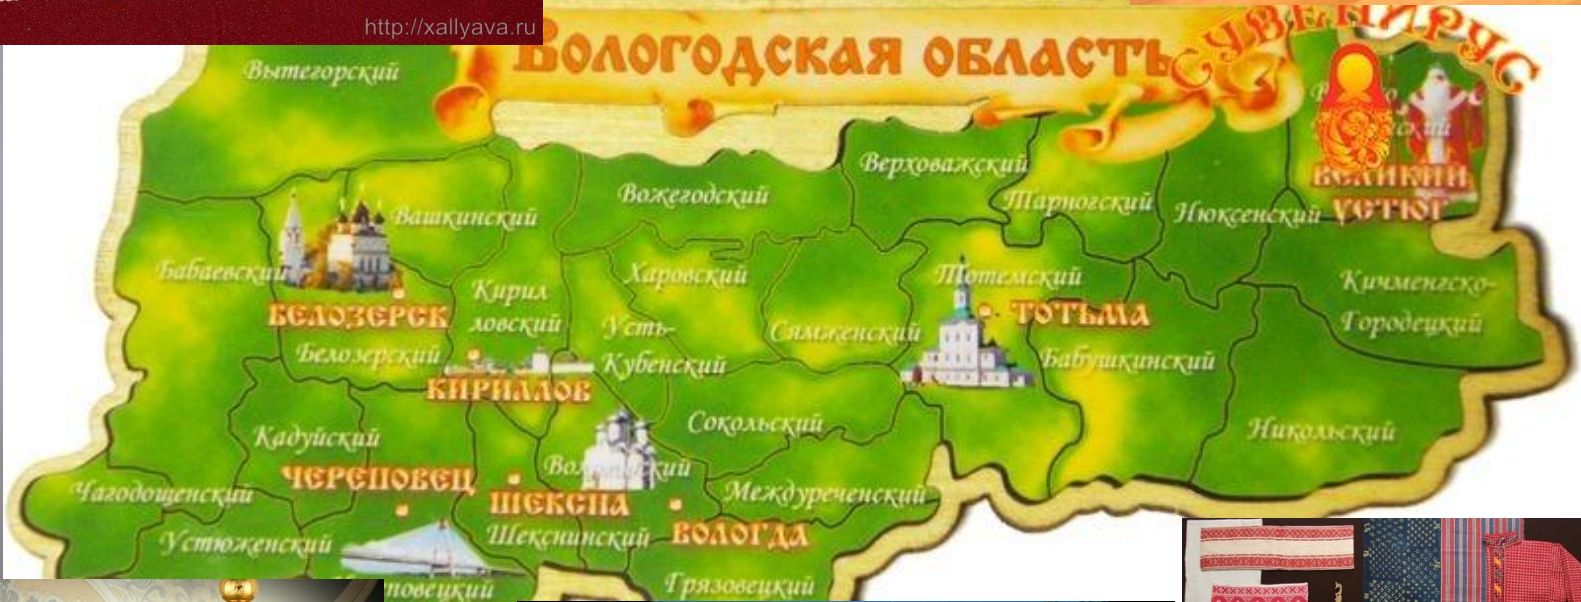 http://xallyava.ru
Вологодская область
СУВЕНИРУС
Вытегорский
Верховажский
Вожегодский
Тарногский
Нюксенский
ВЕЛИКИЙ
УСТЮГ
Вашкинский
Бабаевский
Кирил
ловский
Харовский
Тотемский
Кичменгско-
Городецкий
БЕЛОЗЕРСК
Белозерский
Усть-
Кубенский
Сямженский
ТОТЬМА
Бабушкинский
КИРИЛЛОВ
Сокольский
Никольский
Кадуйский
ЧЕРЕПОВЕЦ
ШЕКСНА
Междуреченский
Чагодощенский
Устюженский
Шекснинский
ВОЛОГДА
Грязовецкий